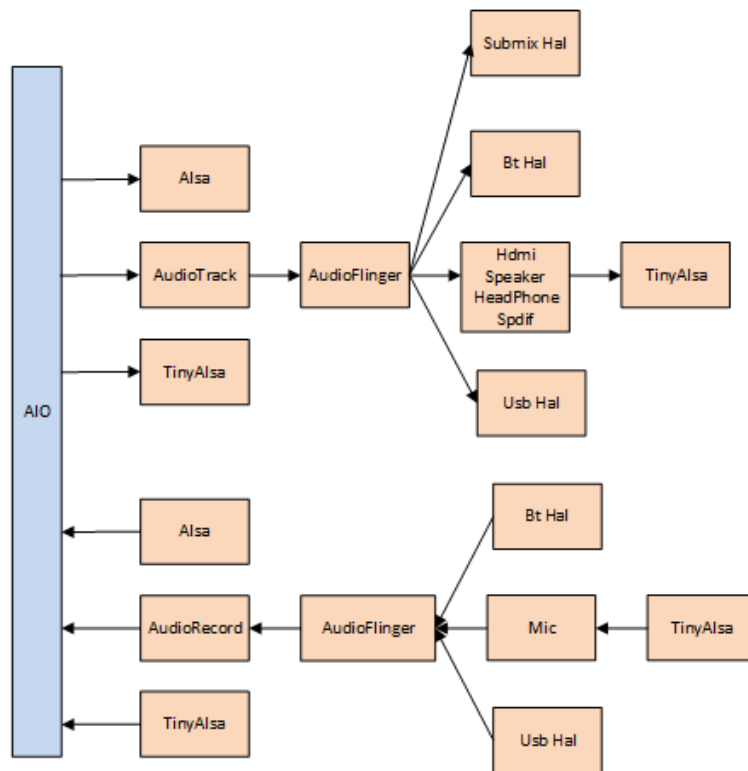 Submix Hal
Alsa
Bt Hal
AudioTrack
AudioFlinger
Hdmi
Speaker
HeadPhone
Spdif
TinyAlsa
TinyAlsa
Usb Hal
AIO
Alsa
Bt Hal
AudioRecord
AudioFlinger
Mic
TinyAlsa
TinyAlsa
Usb Hal